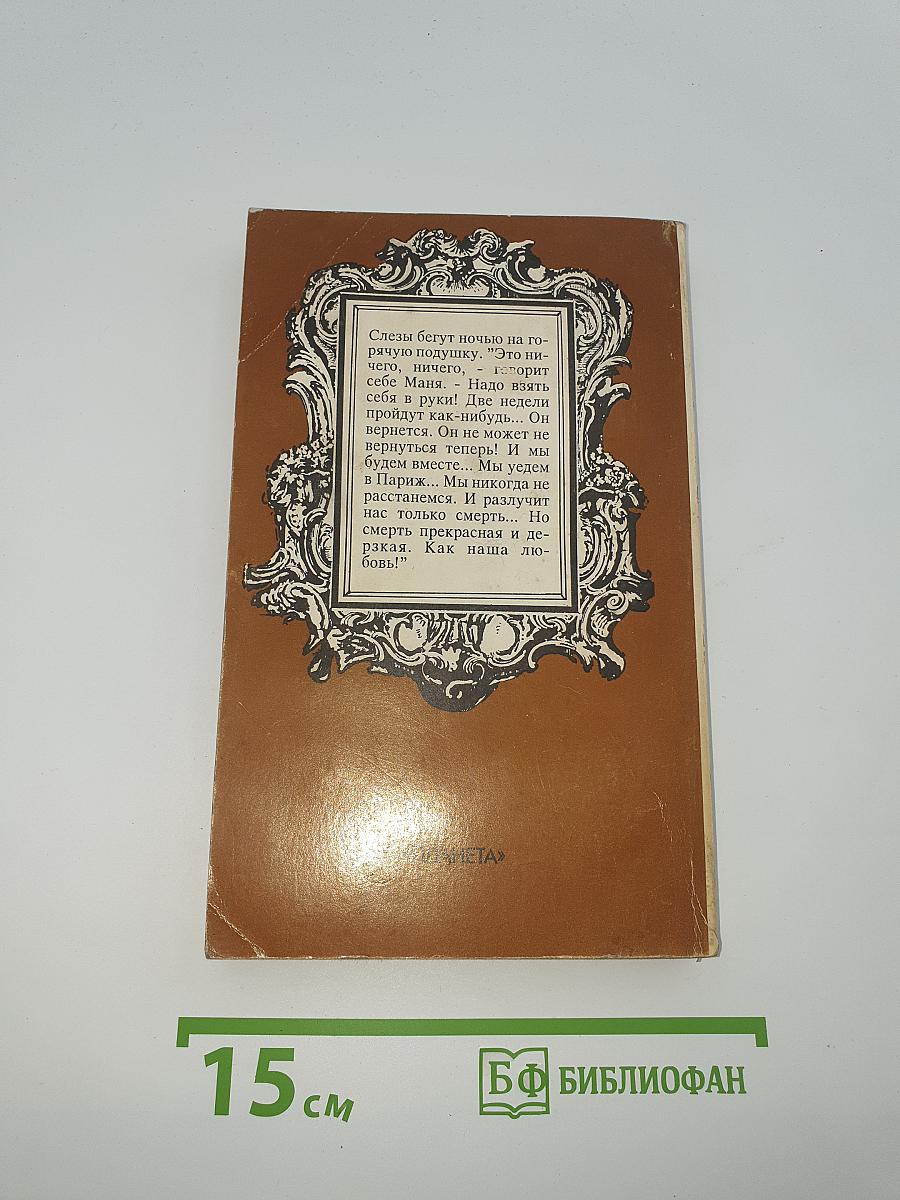 Слезы бегут ночью на го-
рячую подушку. "Это ни-
чего, ничего, - говорит
себе Маня. - Надо взять
себя в руки! Две недели
пройдут как-нибудь... Он
вернется. Он не может не
вернуться теперь! И мы
будем вместе... Мы уедем
в Париж... Мы никогда не
расстанемся. И разлучит
нас только смерть... Но
смерть прекрасная и де-
рзкая. Как наша лю-
бовь!"
«ПЛАНЕТА»
15 см
БФ БИБЛИОФАН